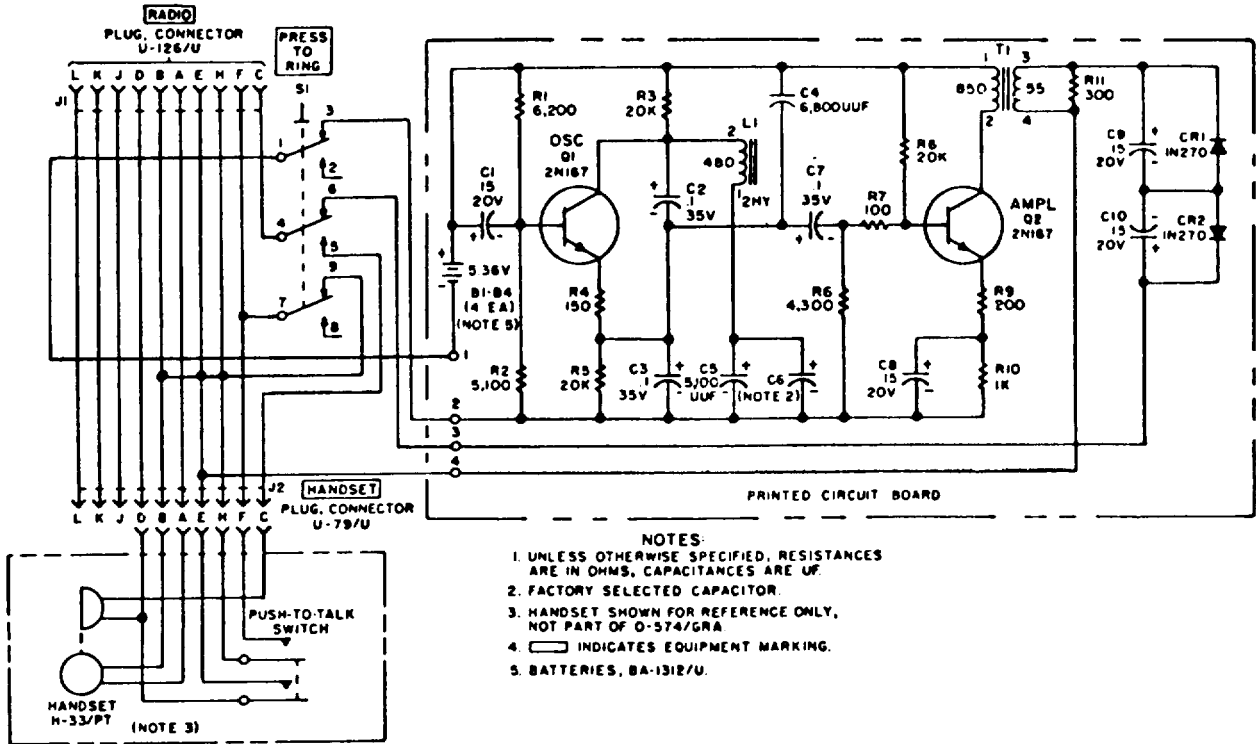 RADIO
PLUG, CONNECTOR
U-126/U
L K J D B A E H F C
J1
PRESS
TO
RING
S1
3
1
2
6
4
5
9
7
8
R1
6,200
OSC
Q1
2N167
C1
15
20V
+ -
+
-
5.36V
B1-B4
(4 EA)
(NOTE 5)
R2
5,100
R3
20K
R4
150
R5
20K
C2
.1
35V
+
-
C3
.1
35V
+
-
L1
2
480
1
2HY
C4
6,800UUF
C5
5,100
UUF
+
-
C6
(NOTE 2)
+
-
C7
.1
35V
+ -
R7
100
R6
4,300
R6
20K
AMPL
Q2
2N167
R9
200
C8
15
20V
+
-
R10
1K
T1
1
850
2
3
55
4
R11
300
C9
15
20V
+
-
CR1
1N270
C10
15
20V
-
+
CR2
1N270
1
2
3
4
PRINTED CIRCUIT BOARD
J2
HANDSET
PLUG, CONNECTOR
U-79/U
L K J D B A E H F C
PUSH-TO-TALK
SWITCH
HANDSET
H-33/PT
(NOTE 3)
NOTES:
1. UNLESS OTHERWISE SPECIFIED, RESISTANCES
ARE IN OHMS, CAPACITANCES ARE UF.
2. FACTORY SELECTED CAPACITOR.
3. HANDSET SHOWN FOR REFERENCE ONLY,
NOT PART OF O-574/GRA
4. INDICATES EQUIPMENT MARKING.
5. BATTERIES, BA-1312/U.